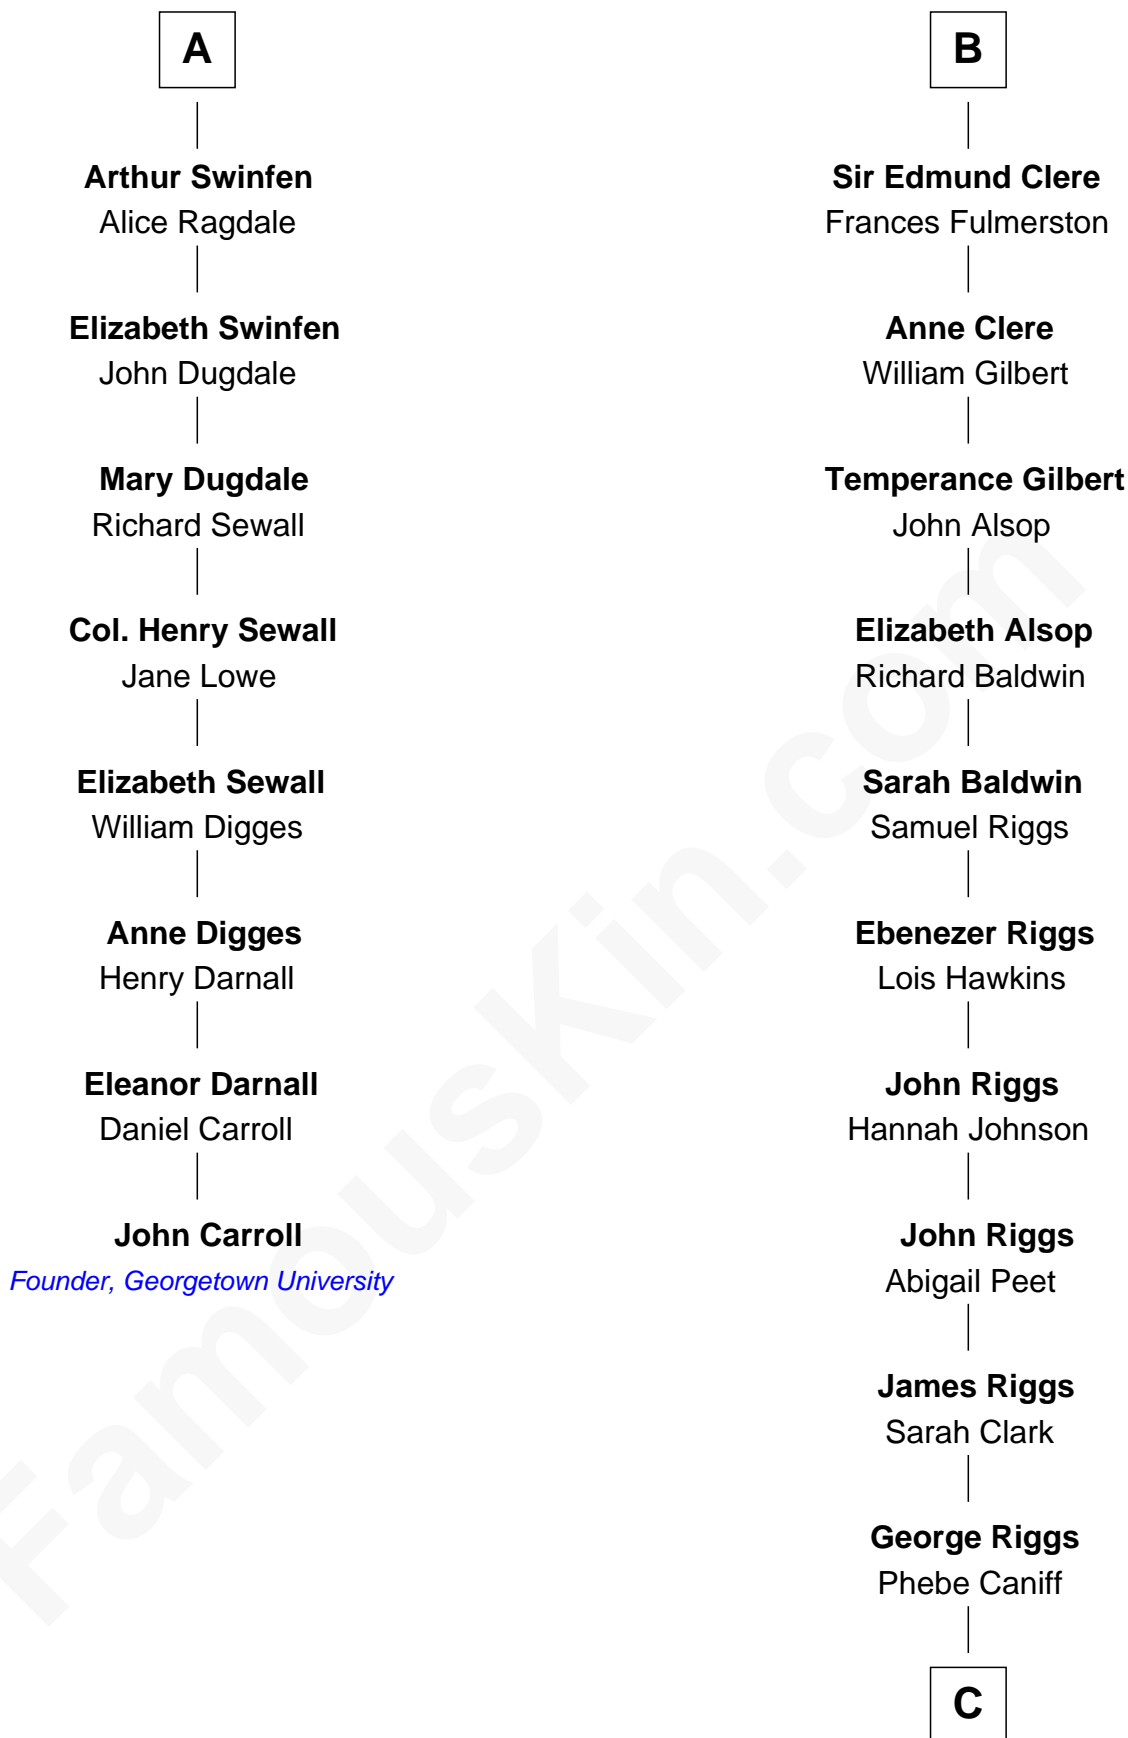 A
Arthur Swinfen
Alice Ragdale
Elizabeth Swinfen
John Dugdale
Mary Dugdale
Richard Sewall
Col. Henry Sewall
Jane Lowe
Elizabeth Sewall
William Digges
Anne Digges
Henry Darnall
Eleanor Darnall
Daniel Carroll
John Carroll
Founder, Georgetown University
B
Sir Edmund Clere
Frances Fulmerston
Anne Clere
William Gilbert
Temperance Gilbert
John Alsop
Elizabeth Alsop
Richard Baldwin
Sarah Baldwin
Samuel Riggs
Ebenezer Riggs
Lois Hawkins
John Riggs
Hannah Johnson
John Riggs
Abigail Peet
James Riggs
Sarah Clark
George Riggs
Phebe Caniff
C
FamousKin.com